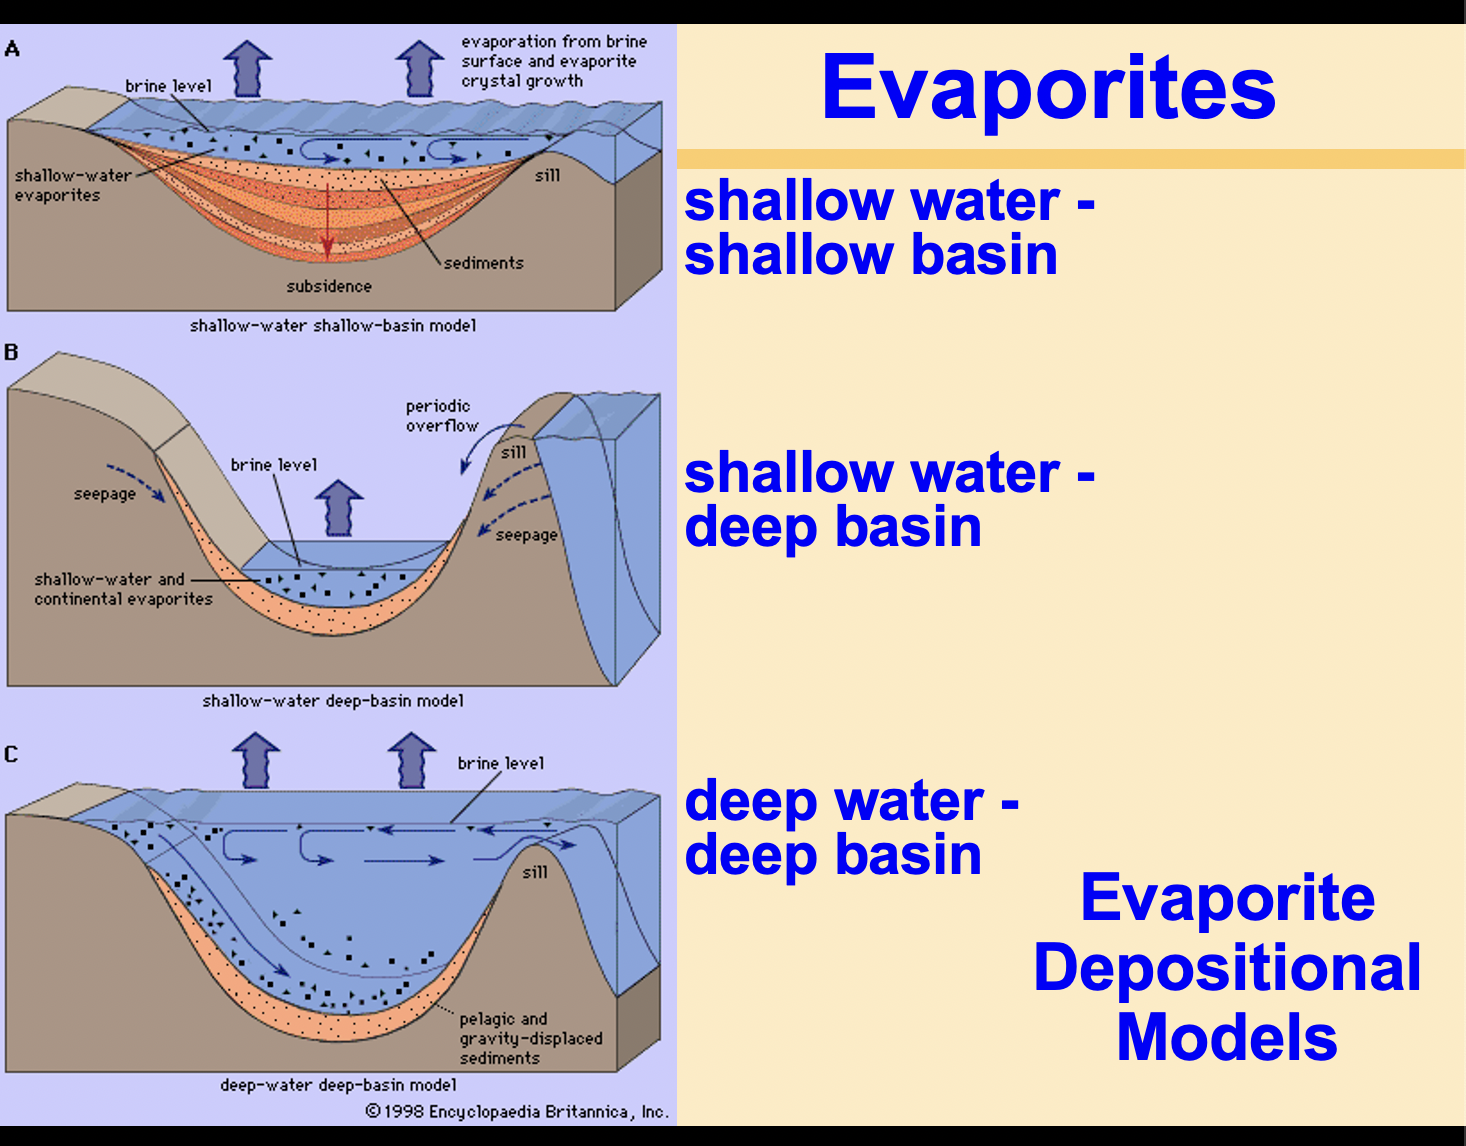 A
evaporation from brine
surface and evaporite
crystal growth
brine level
shallow-water
evaporites
sill
sediments
subsidence
shallow-water shallow-basin model
B
periodic
overflow
sill
brine level
seepage
seepage
shallow-water and
continental evaporites
shallow-water deep-basin model
C
brine level
sill
pelagic and
gravity-displaced
sediments
deep-water deep-basin model
©1998 Encyclopaedia Britannica, Inc.
Evaporites
shallow water -
shallow basin
shallow water -
deep basin
deep water -
deep basin
Evaporite
Depositional
Models